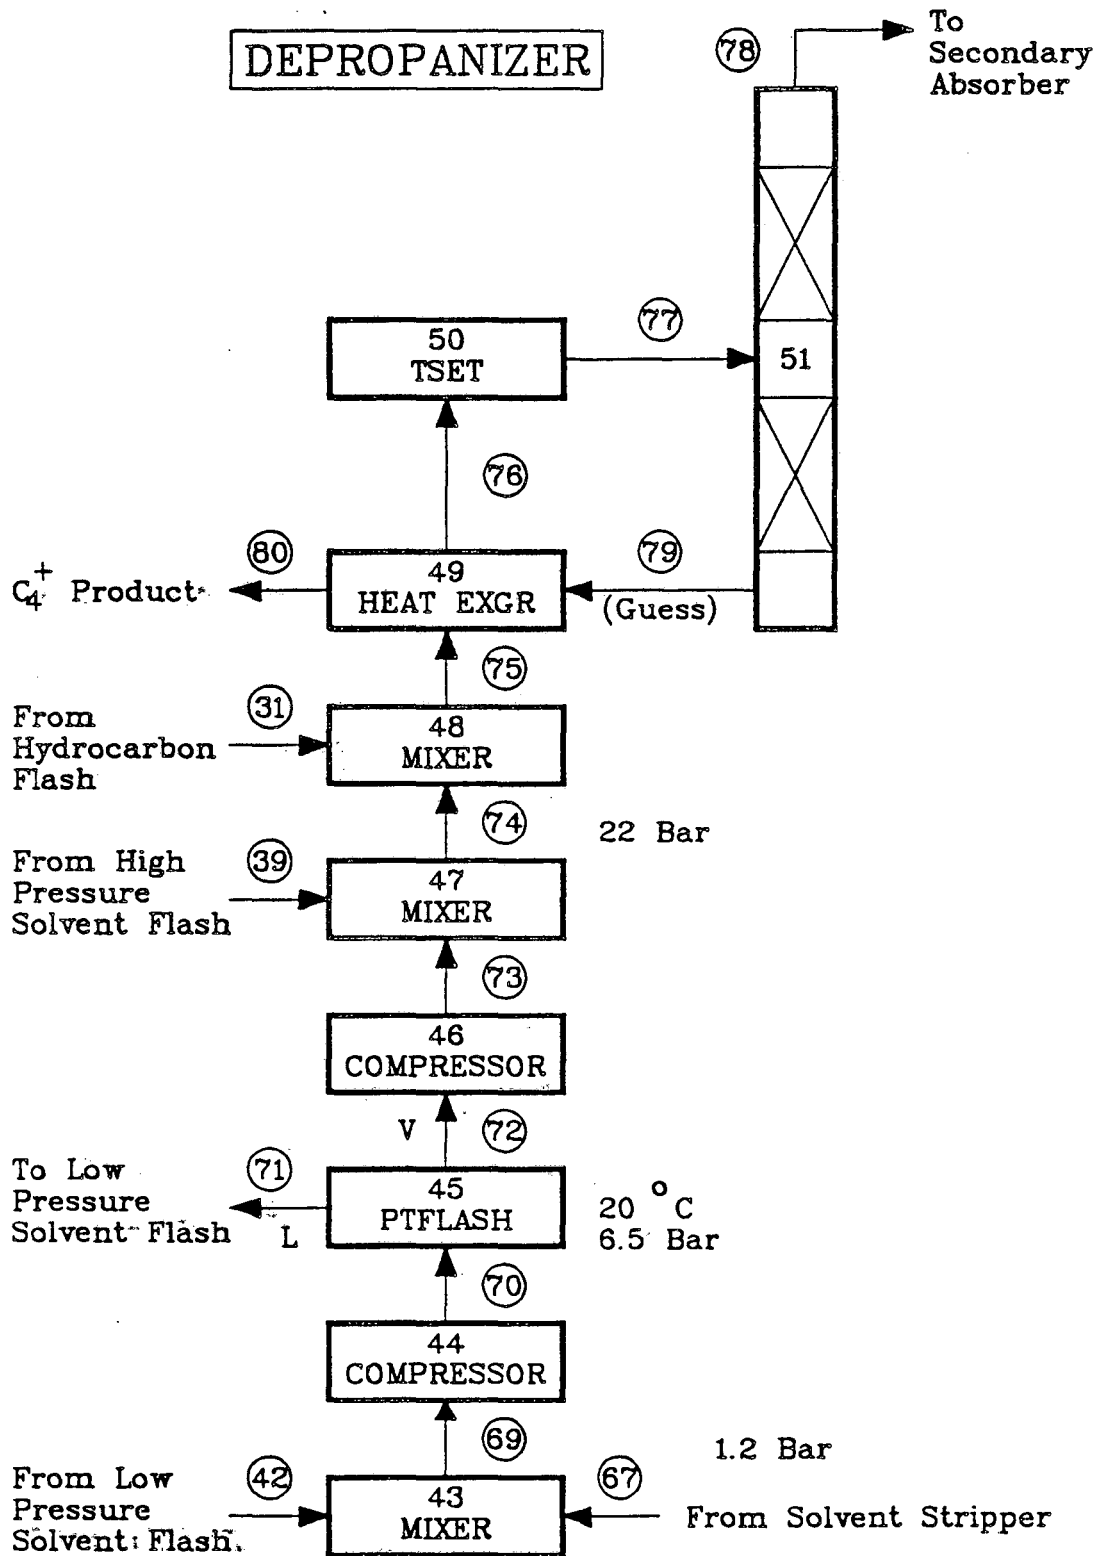 DEPROPANIZER
78
To
Secondary
Absorber
50
TSET
77
51
76
80
C4+ Product
49
HEAT EXGR
79
(Guess)
75
31
From
Hydrocarbon
Flash
48
MIXER
74
22 Bar
39
From High
Pressure
Solvent Flash
47
MIXER
73
46
COMPRESSOR
V
72
71
To Low
Pressure
Solvent Flash
L
45
PTFLASH
20 °C
6.5 Bar
70
44
COMPRESSOR
69
1.2 Bar
42
From Low
Pressure
Solvent Flash
43
MIXER
67
From Solvent Stripper